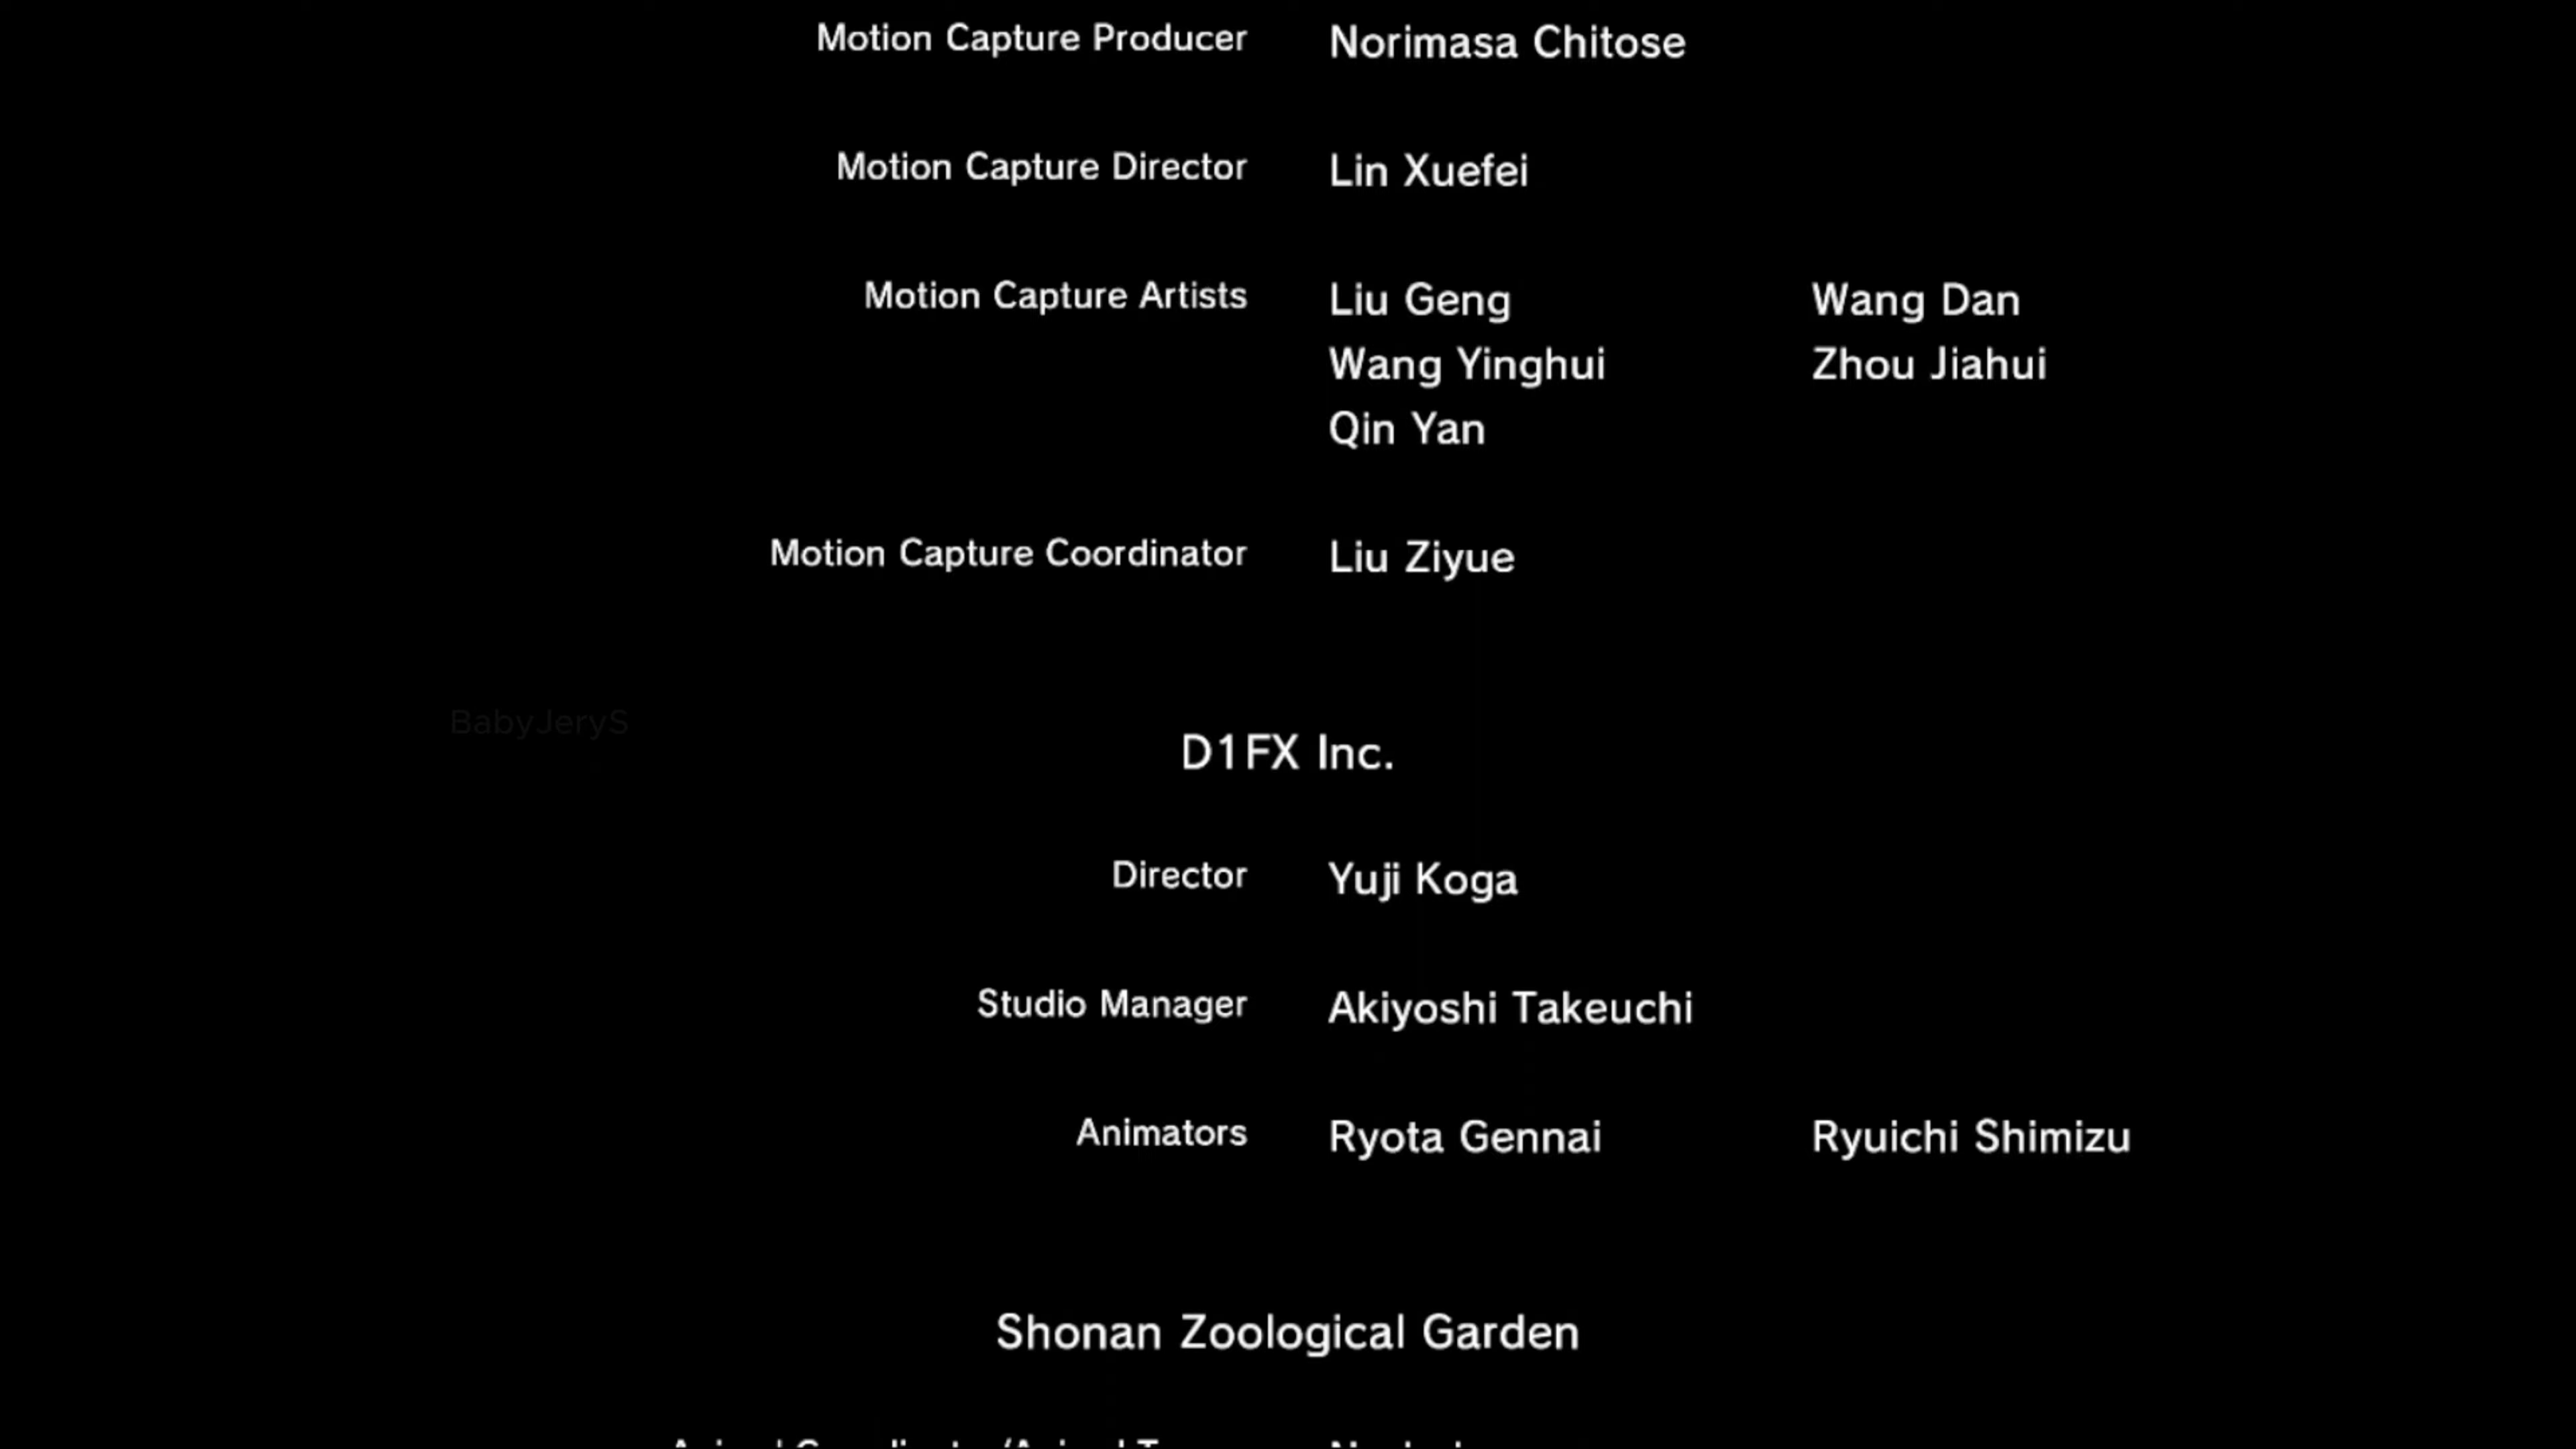 Motion Capture Producer Norimasa Chitose
Motion Capture Director Lin Xuefei
Motion Capture Artists Liu Geng Wang Dan
Wang Yinghui Zhou Jiahui
Qin Yan
Motion Capture Coordinator Liu Ziyue
BabyJeryS
D1FX Inc.
Director Yuji Koga
Studio Manager Akiyoshi Takeuchi
Animators Ryota Gennai Ryuichi Shimizu
Shonan Zoological Garden